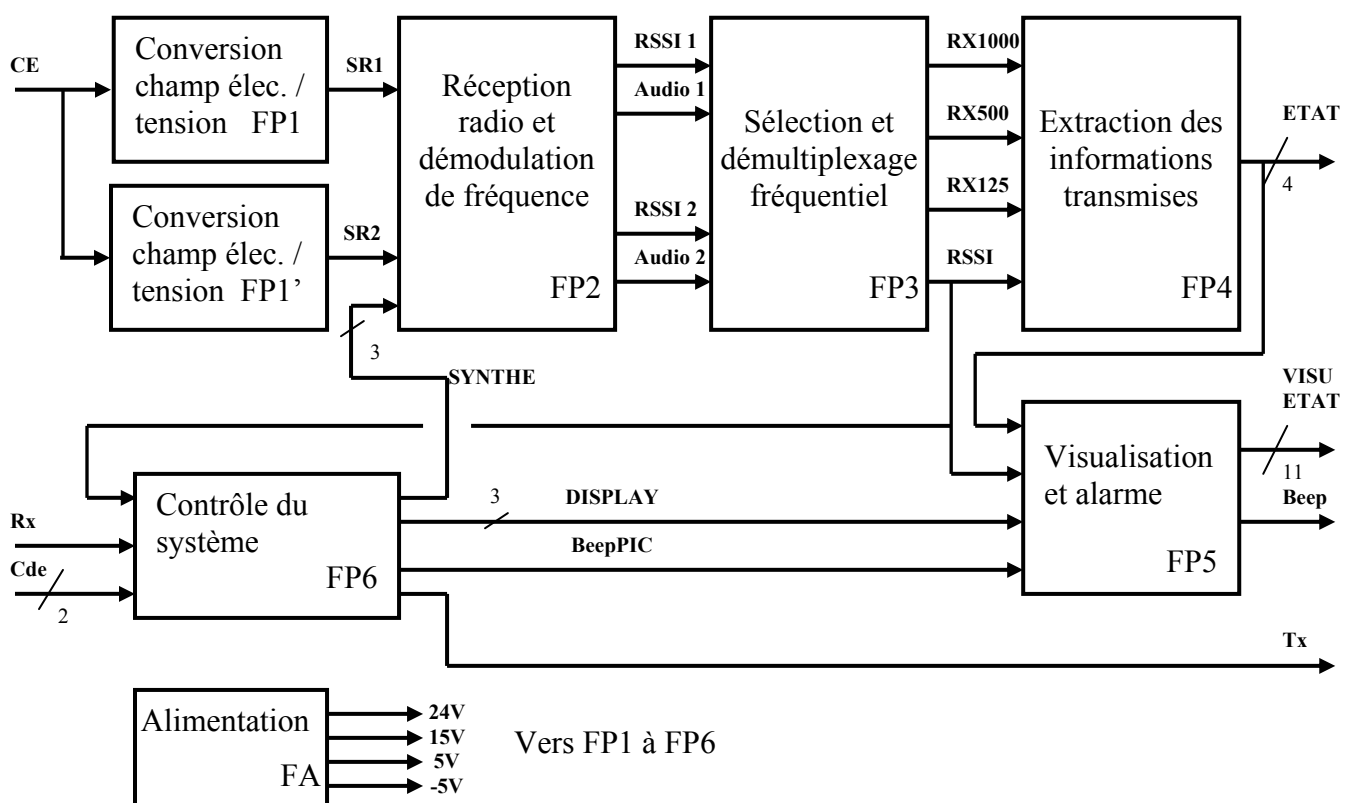 CE
Conversion
champ élec. /
tension FP1
SR1
Réception
radio et
démodulation
de fréquence
FP2
RSSI 1
Audio 1
RSSI 2
Audio 2
Sélection et
démultiplexage
fréquentiel
FP3
RX1000
RX500
RX125
RSSI
Extraction des
informations
transmises
FP4
ETAT
4
Conversion
champ élec. /
tension FP1’
SR2
3
SYNTHE
VISU
ETAT
11
Beep
Visualisation
et alarme
FP5
Rx
Cde
2
Contrôle du
système
FP6
3
DISPLAY
BeepPIC
Tx
Alimentation
FA
24V
15V
5V
-5V
Vers FP1 à FP6